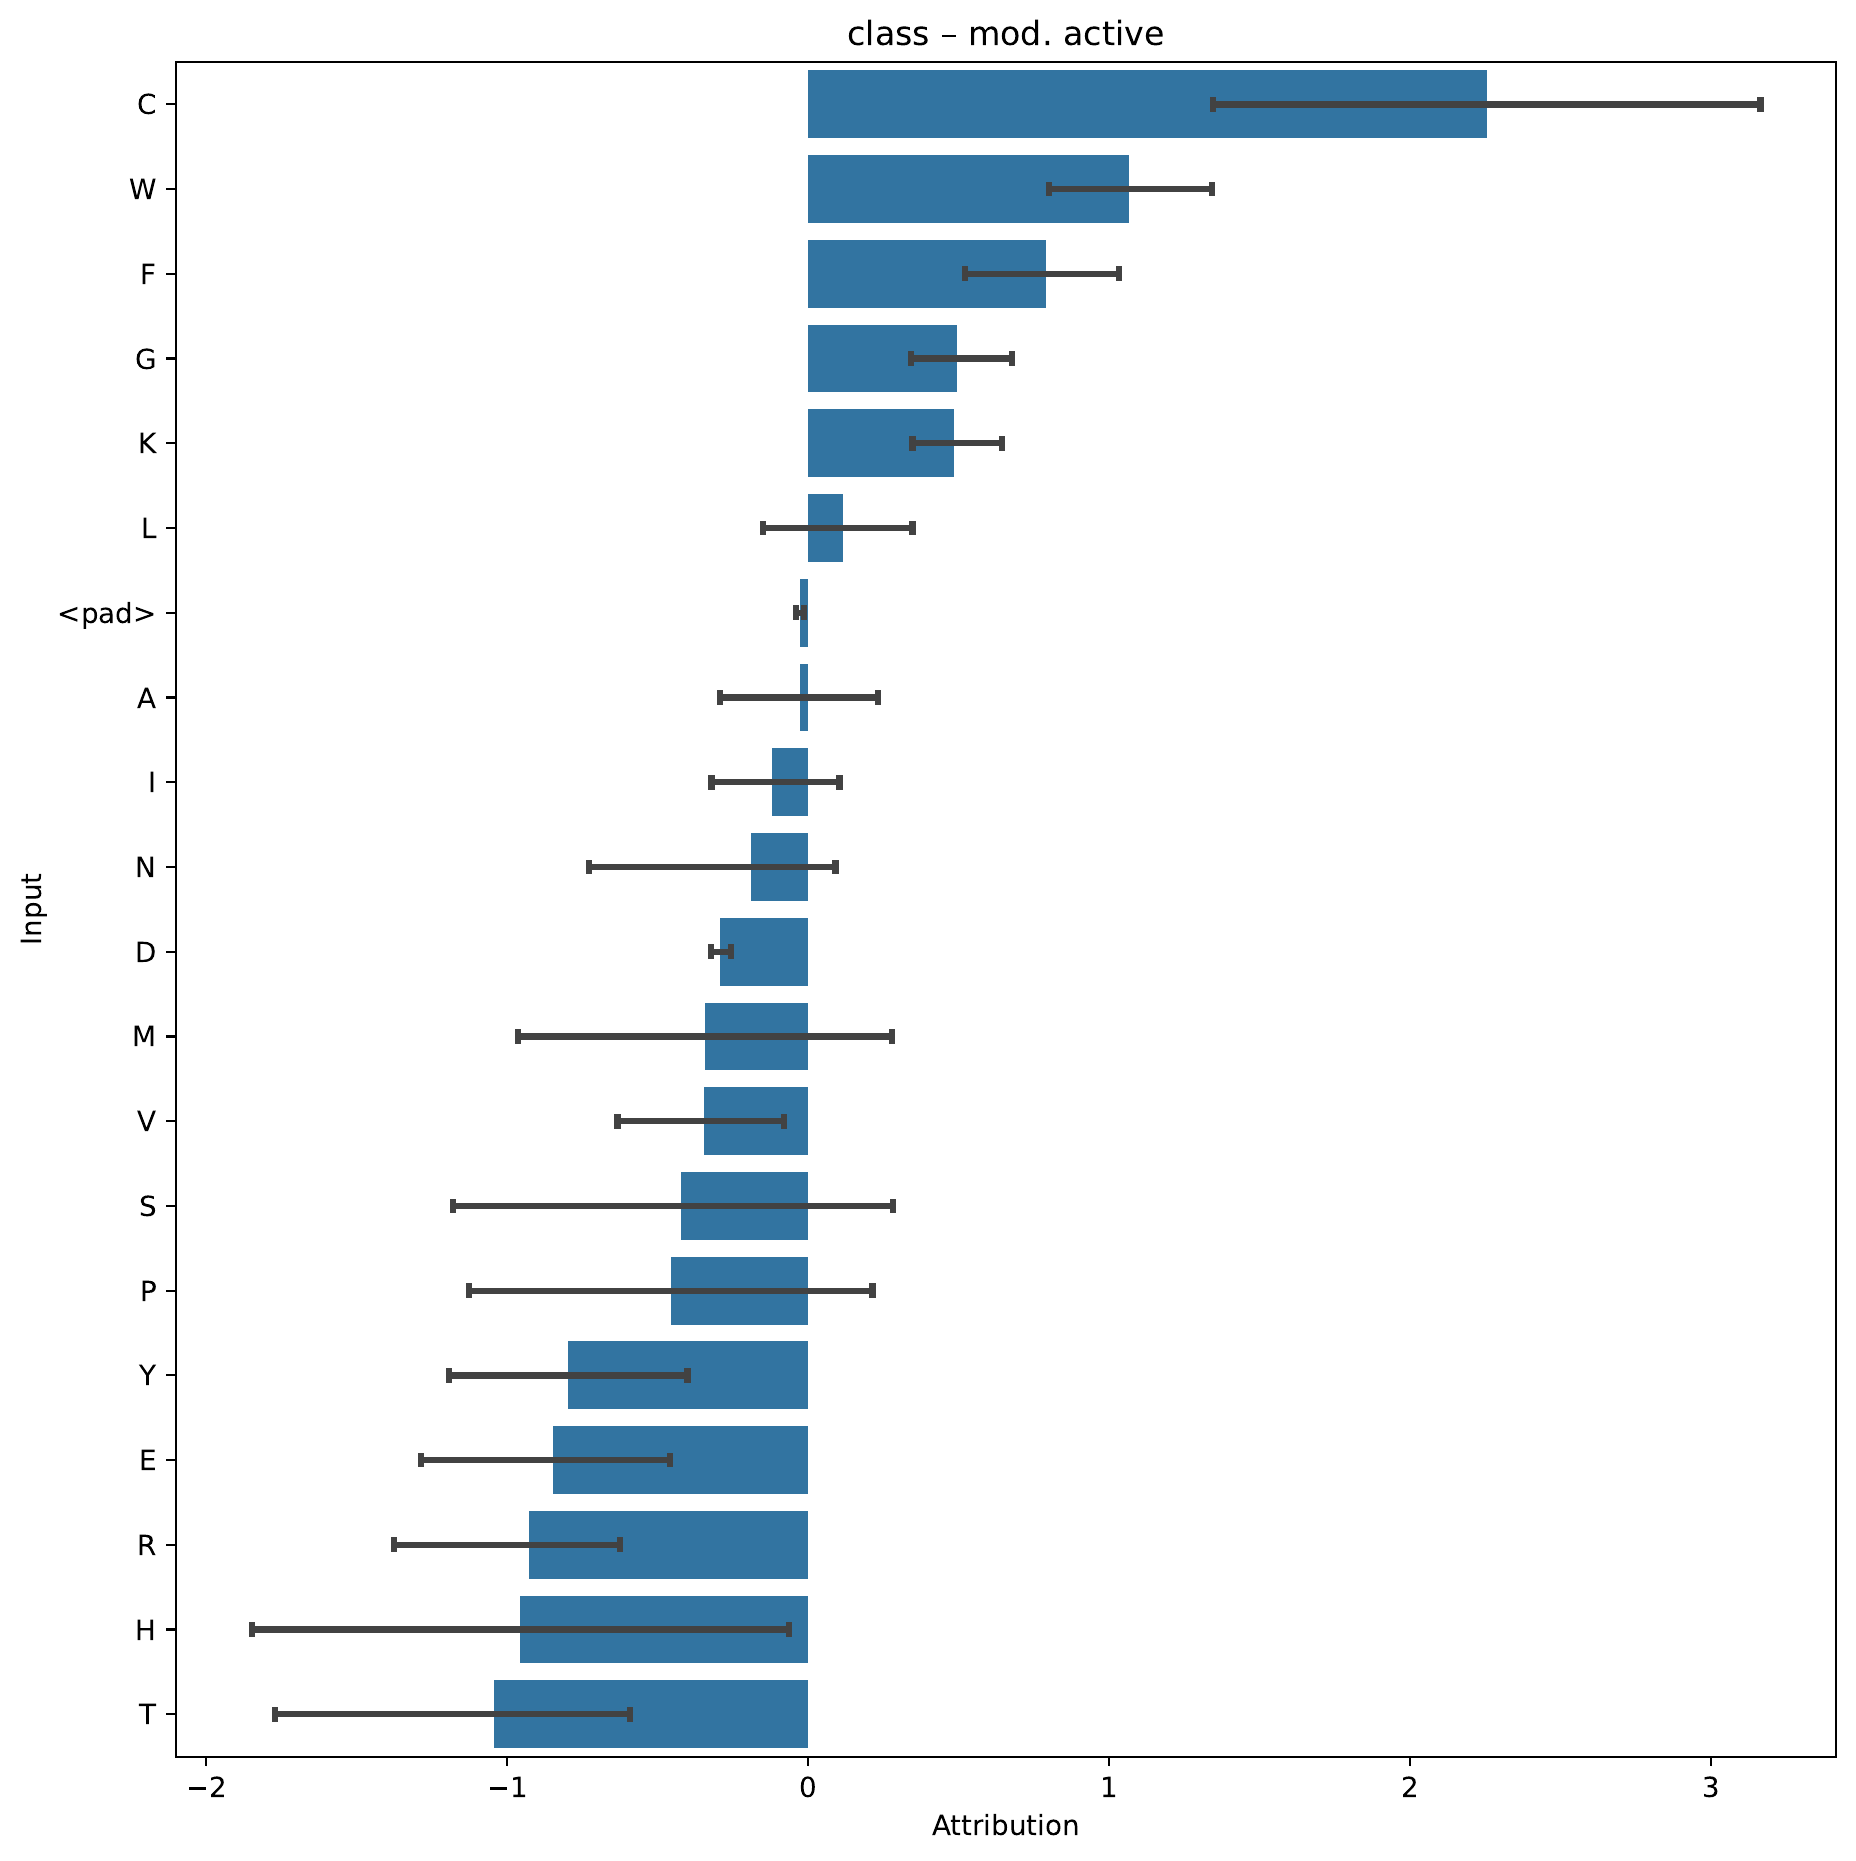 class – mod. active
C
W
F
G
K
L
<pad>
A
I
N
D
M
V
S
P
Y
E
R
H
T
Input
−2 −1 0 1 2 3
Attribution